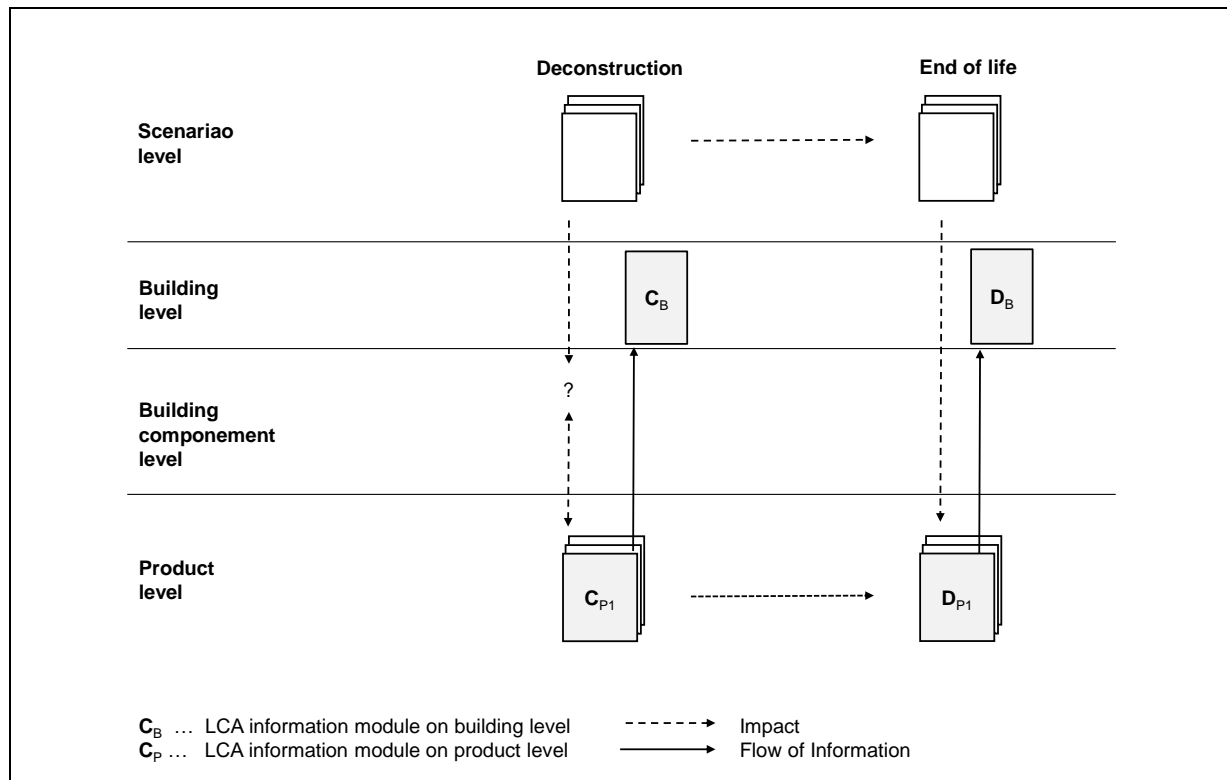 Deconstruction
End of life
Scenariao
level
Building
level
C_B
D_B
?
Building
componement
level
Product
level
C_P1
D_P1
C_B … LCA information module on building level
Impact
C_P … LCA information module on product level
Flow of Information